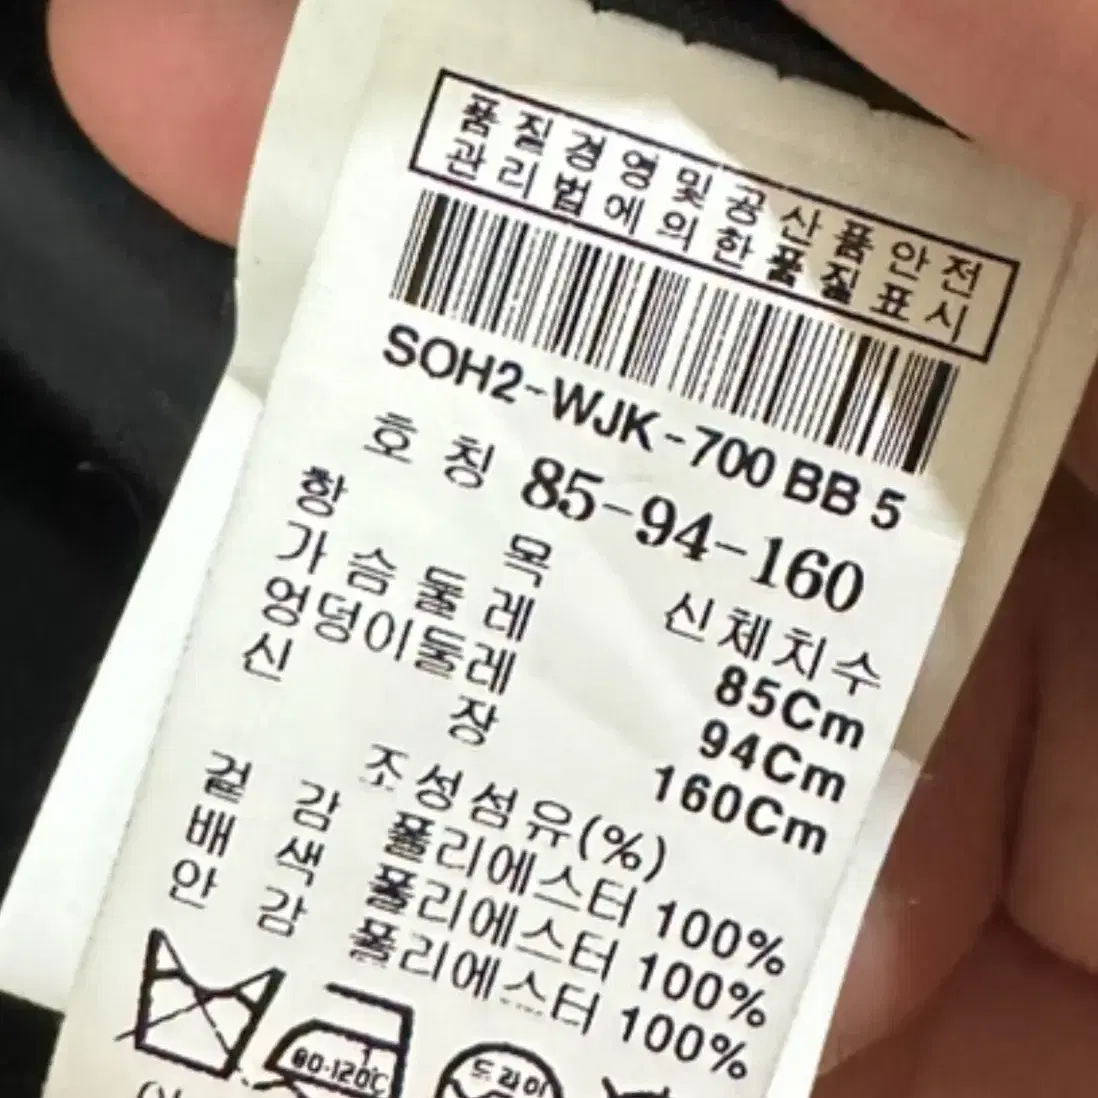 품질경영및공산품안전
관리법에의한품질표시
SOH2-WJK-700 BB 5
호 칭 85-94-160
항 목 신체치수
가 슴 둘 레 85Cm
엉덩이둘레 94Cm
신 장 160Cm
조성섬유(%)
겉 감 폴리에스터 100%
배 색 폴리에스터 100%
안 감 폴리에스터 100%
80-120℃
드라이